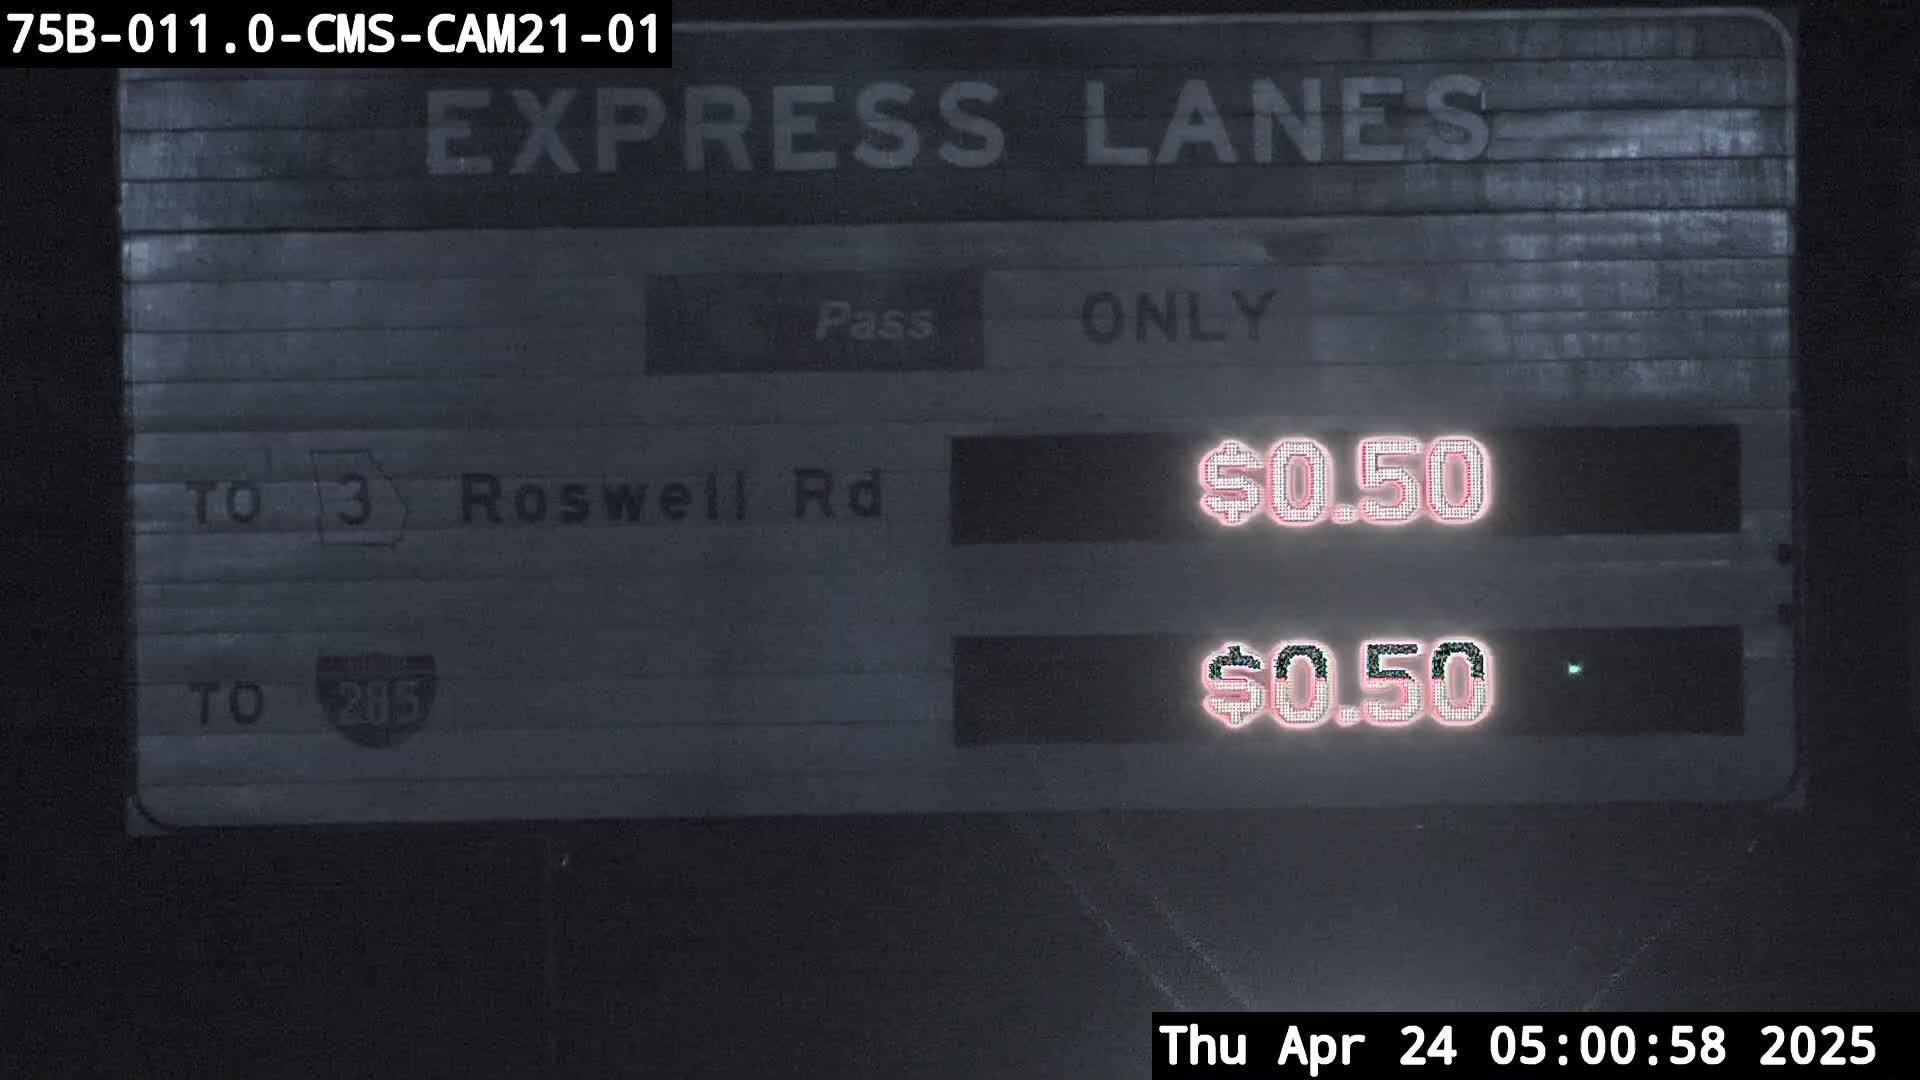 75B-011.0-CMS-CAM21-01
EXPRESS LANES
Pass ONLY
TO 3 Roswell Rd $0.50
TO 285 $0.50
Thu Apr 24 05:00:58 2025